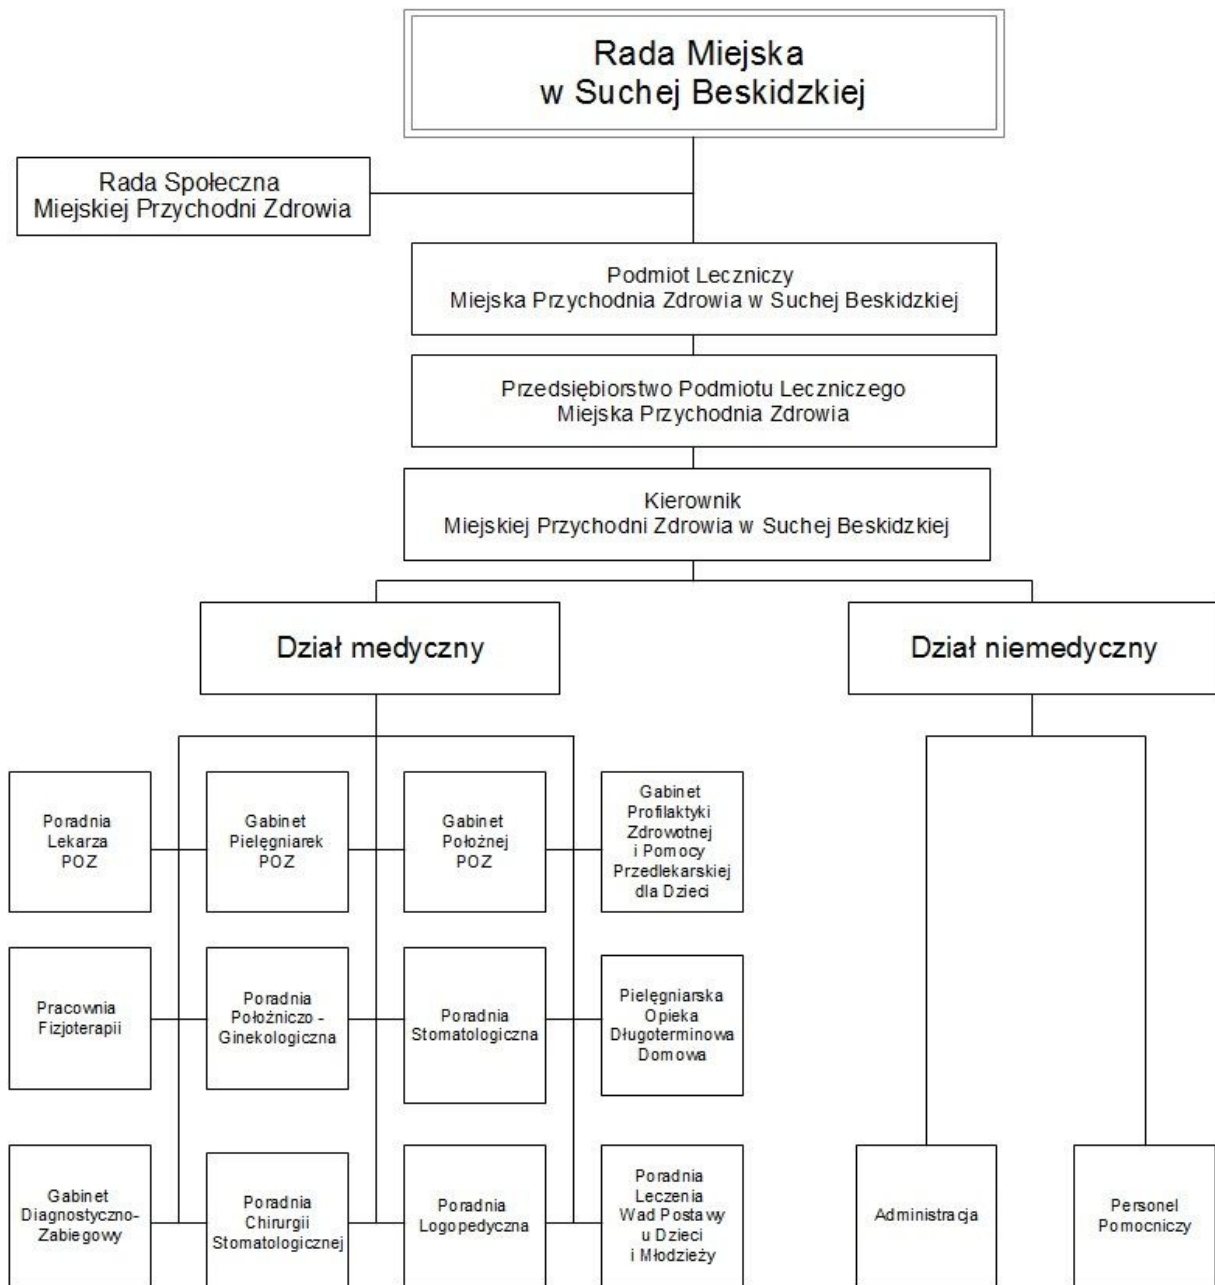 Rada Miejska
w Suchej Beskidzkiej
Rada Społeczna
Miejskiej Przychodni Zdrowia
Podmiot Leczniczy
Miejska Przychodnia Zdrowia w Suchej Beskidzkiej
Przedsiębiorstwo Podmiotu Leczniczego
Miejska Przychodnia Zdrowia
Kierownik
Miejskiej Przychodni Zdrowia w Suchej Beskidzkiej
Dział medyczny
Dział niemedyczny
Poradnia
Lekarza
POZ
Gabinet
Pielęgniarek
POZ
Gabinet
Położnej
POZ
Gabinet
Profilaktyki
Zdrowotnej
i Pomocy
Przedlekarskiej
dla Dzieci
Pracownia
Fizjoterapii
Poradnia
Położniczo -
Ginekologiczna
Poradnia
Stomatologiczna
Pielęgniarska
Opieka
Długoterminowa
Domowa
Gabinet
Diagnostyczno-
Zabiegowy
Poradnia
Chirurgii
Stomatologicznej
Poradnia
Logopedyczna
Poradnia
Leczenia
Wad Postawy
u Dzieci
i Młodzieży
Administracja
Personel
Pomocniczy